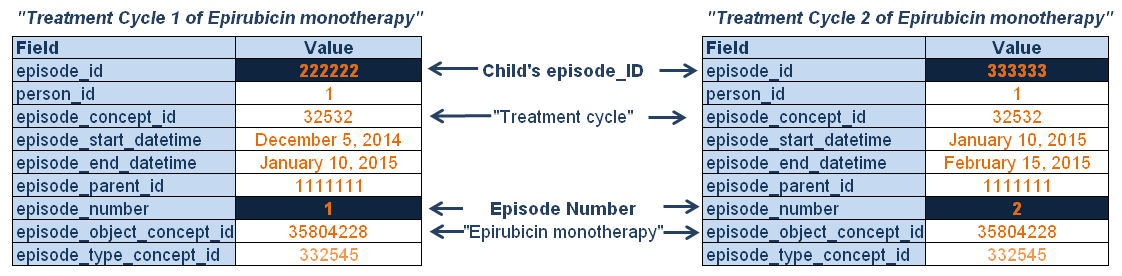 "Treatment Cycle 1 of Epirubicin monotherapy" "Treatment Cycle 2 of Epirubicin monotherapy"
Field Value Field Value
episode_id 222222 Child's episode_ID episode_id 333333
person_id 1 person_id 1
episode_concept_id 32532 "Treatment cycle" episode_concept_id 32532
episode_start_datetime December 5, 2014 episode_start_datetime January 10, 2015
episode_end_datetime January 10, 2015 episode_end_datetime February 15, 2015
episode_parent_id 1111111 episode_parent_id 1111111
episode_number 1 Episode Number episode_number 2
episode_object_concept_id 35804228 "Epirubicin monotherapy" episode_object_concept_id 35804228
episode_type_concept_id 332545 episode_type_concept_id 332545